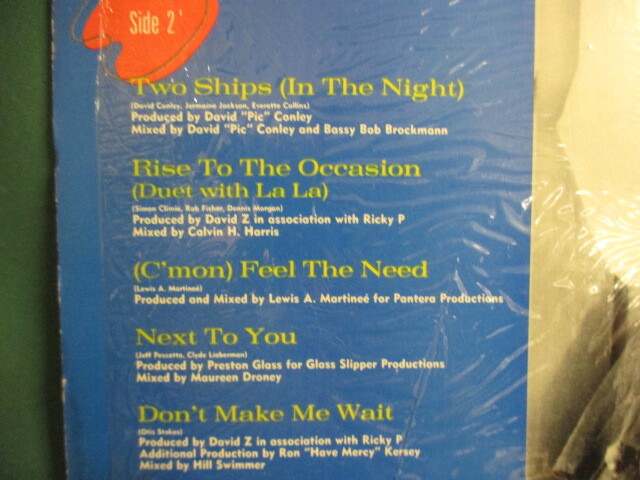 Side 2
Two Ships (In The Night)
(David Conley, Jermaine Jackson, Everette Collins)
Produced by David "Pic" Conley
Mixed by David "Pic" Conley and Bassy Bob Brockmann
Rise To The Occasion
(Duet with La La)
(Simon Climie, Rob Fisher, Dennis Morgan)
Produced by David Z in association with Ricky P
Mixed by Calvin H. Harris
(C'mon) Feel The Need
(Lewis A. Martineé)
Produced and Mixed by Lewis A. Martineé for Pantera Productions
Next To You
(Jeff Pescetto, Clyde Lieberman)
Produced by Preston Glass for Glass Slipper Productions
Mixed by Maureen Droney
Don't Make Me Wait
(Otis Stokes)
Produced by David Z in association with Ricky P
Additional Production by Ron "Have Mercy" Kersey
Mixed by Hill Swimmer